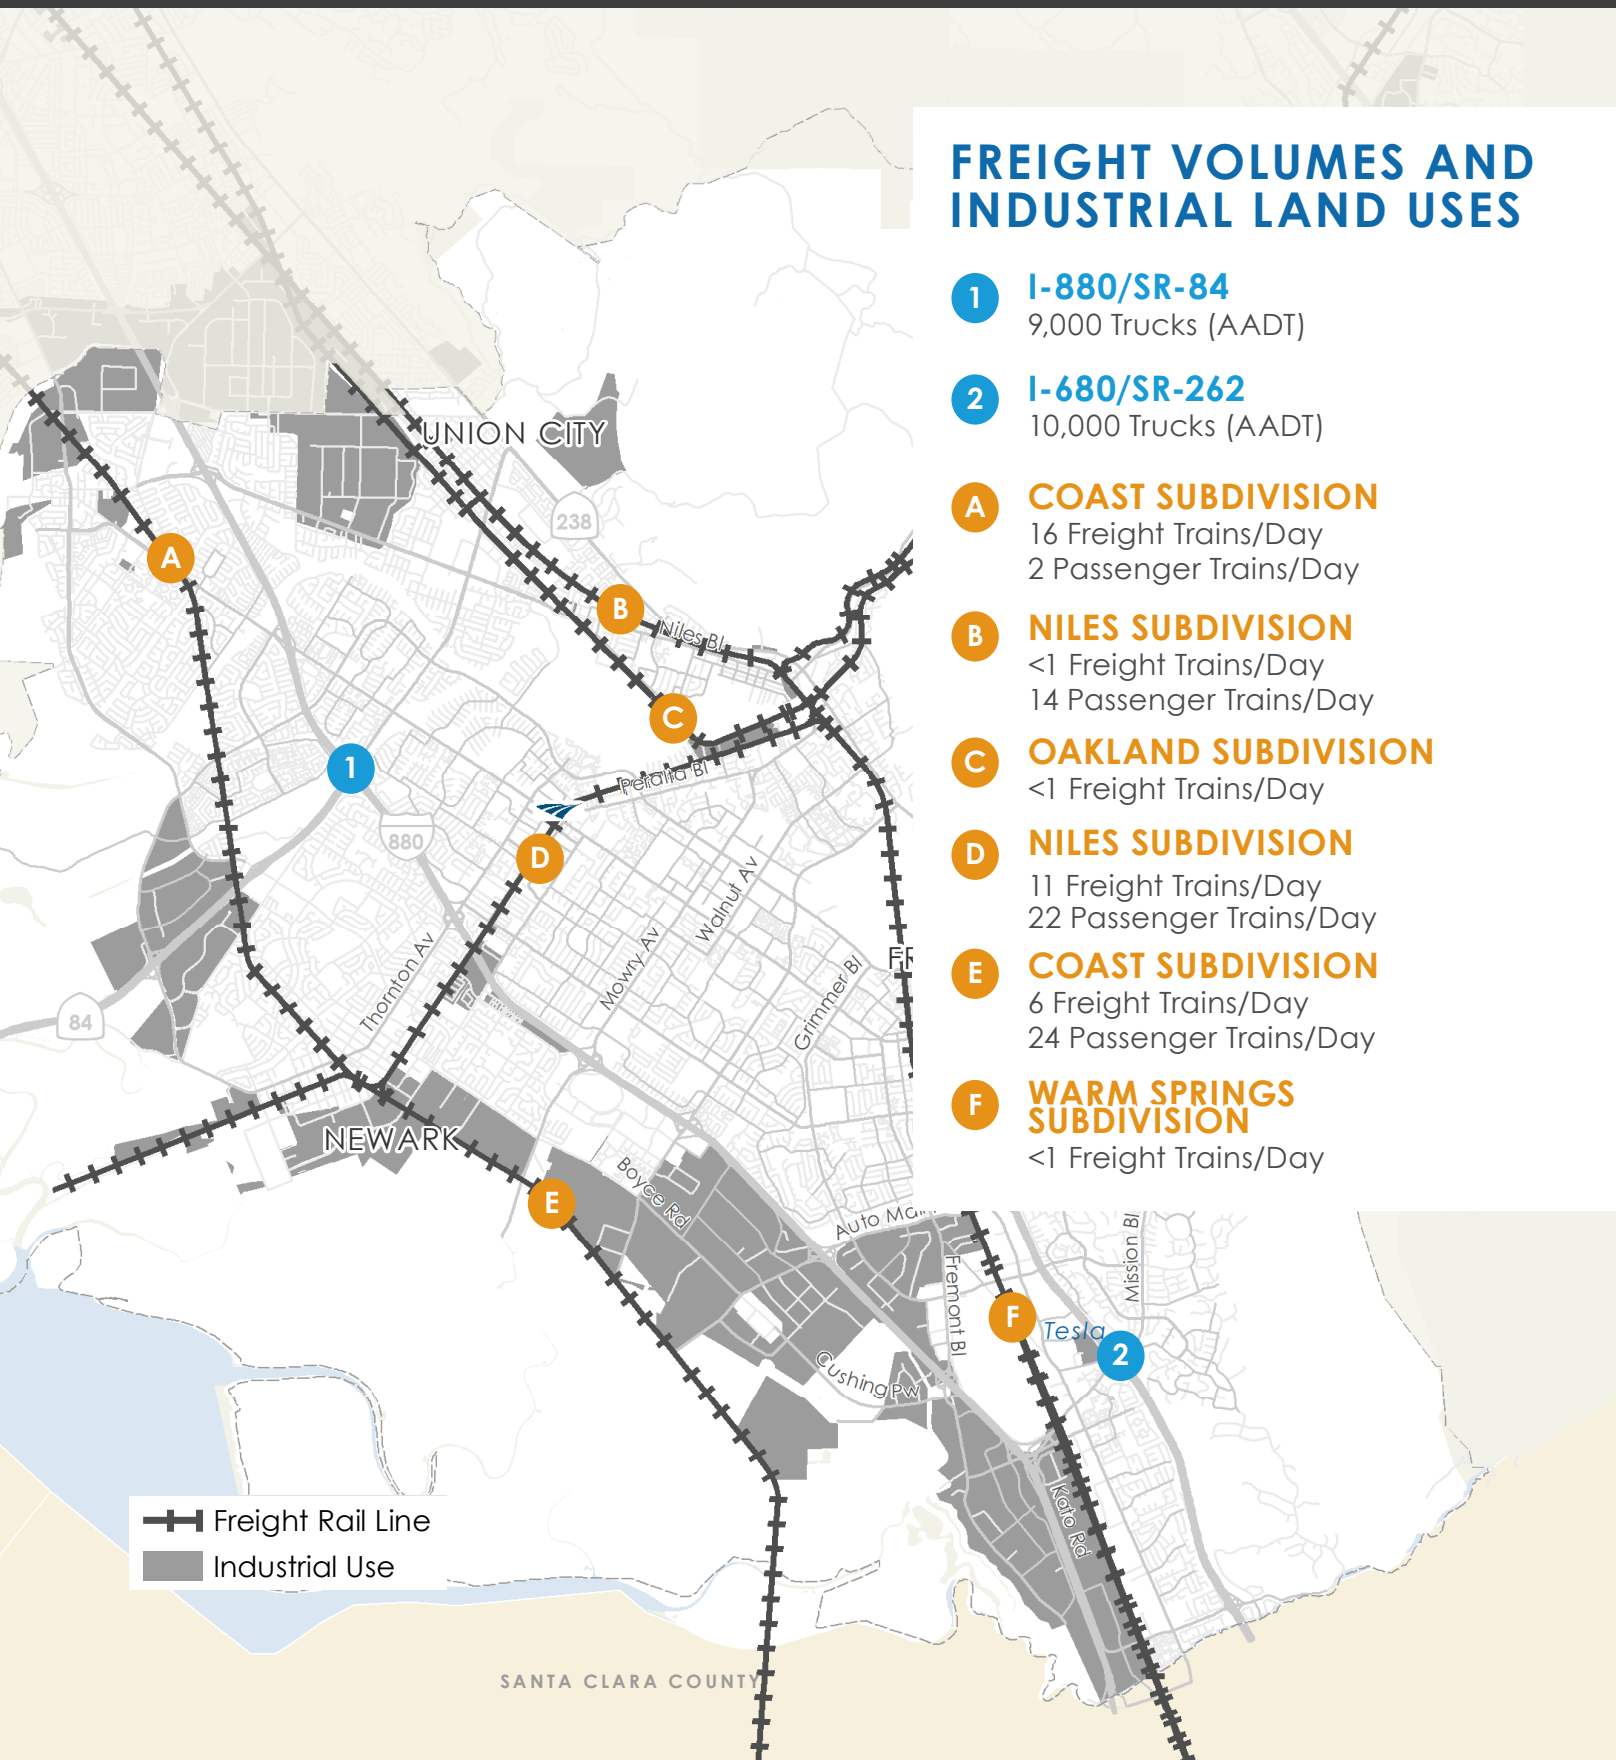 FREIGHT VOLUMES AND
INDUSTRIAL LAND USES
1
I-880/SR-84
9,000 Trucks (AADT)
2
I-680/SR-262
10,000 Trucks (AADT)
A
COAST SUBDIVISION
16 Freight Trains/Day
2 Passenger Trains/Day
B
NILES SUBDIVISION
<1 Freight Trains/Day
14 Passenger Trains/Day
C
OAKLAND SUBDIVISION
<1 Freight Trains/Day
D
NILES SUBDIVISION
11 Freight Trains/Day
22 Passenger Trains/Day
E
COAST SUBDIVISION
6 Freight Trains/Day
24 Passenger Trains/Day
F
WARM SPRINGS
SUBDIVISION
<1 Freight Trains/Day
UNION CITY
238
A
B
Niles Bl
C
1
Peralta Bl
880
D
Walnut Av
Thornton Av
Mowry Av
Grimmer Bl
FR
84
NEWARK
E
Boyce Rd
Auto Mall
Mission Bl
Fremont Bl
F
Tesla
2
Cushing Pw
Kato Rd
Freight Rail Line
Industrial Use
SANTA CLARA COUNTY